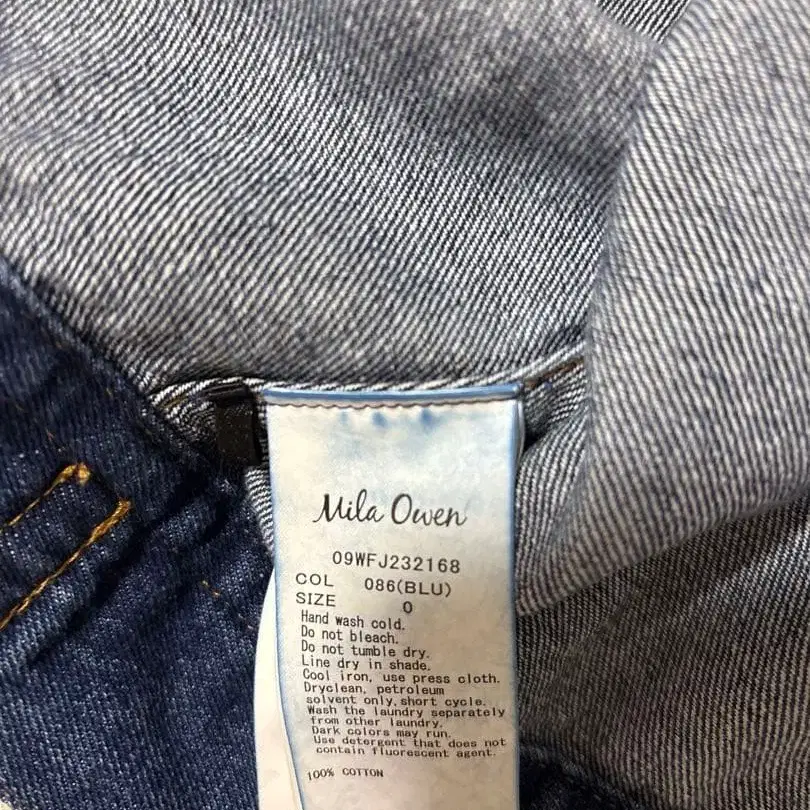 Mila Owen
09WFJ232168
COL 086(BLU)
SIZE 0
Hand wash cold.
Do not bleach.
Do not tumble dry.
Line dry in shade.
Cool iron, use press cloth.
Dryclean, petroleum
solvent only,short cycle.
Wash the laundry separately
from other laundry.
Dark colors may run.
Use detergent that does not
contain fluorescent agent.
100% COTTON